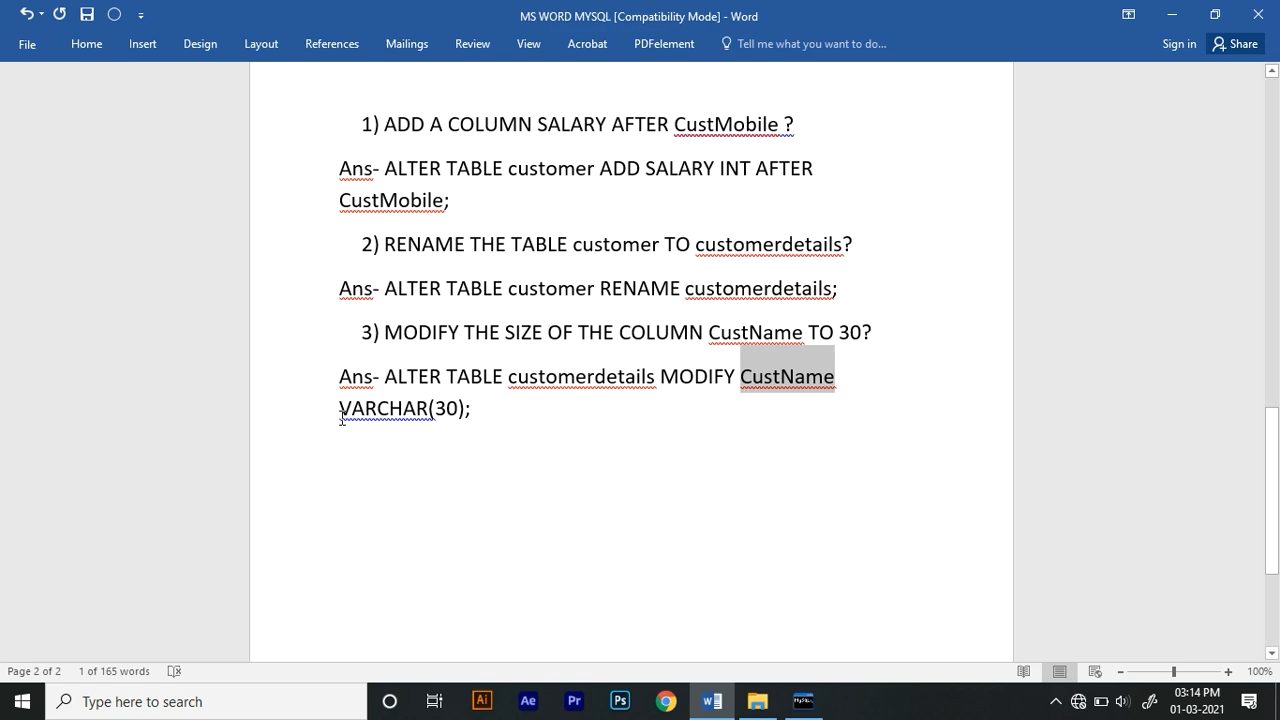 MS WORD MYSQL [Compatibility Mode] - Word
File Home Insert Design Layout References Mailings Review View Acrobat PDFelement Tell me what you want to do... Sign in Share
1) ADD A COLUMN SALARY AFTER CustMobile ?
Ans- ALTER TABLE customer ADD SALARY INT AFTER
CustMobile;
2) RENAME THE TABLE customer TO customerdetails?
Ans- ALTER TABLE customer RENAME customerdetails;
3) MODIFY THE SIZE OF THE COLUMN CustName TO 30?
Ans- ALTER TABLE customerdetails MODIFY CustName
VARCHAR(30);
Page 2 of 2 1 of 165 words 100%
Type here to search Ai Ae Pr Ps 03:14 PM
01-03-2021